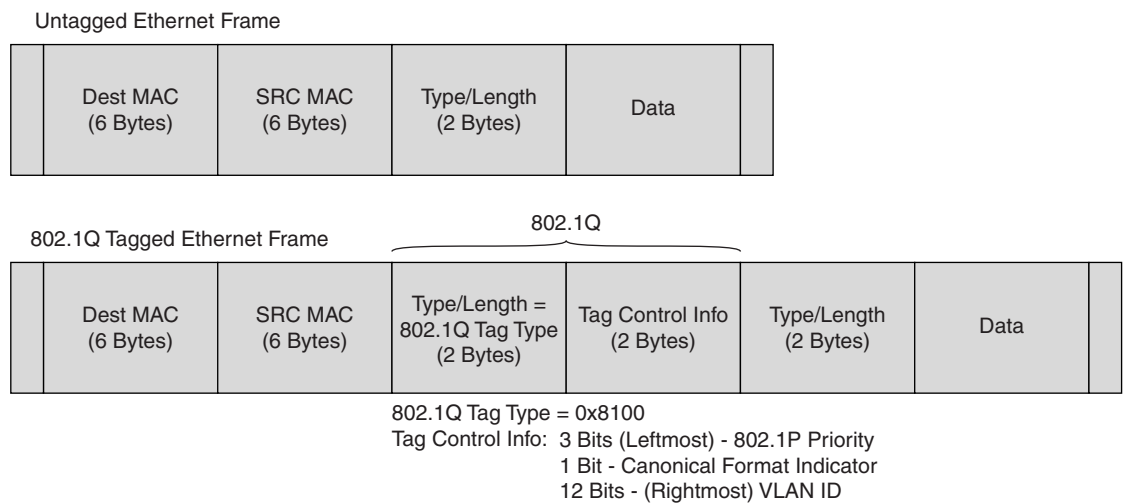 Untagged Ethernet Frame
Dest MAC
(6 Bytes)
SRC MAC
(6 Bytes)
Type/Length
(2 Bytes)
Data
802.1Q
802.1Q Tagged Ethernet Frame
Dest MAC
(6 Bytes)
SRC MAC
(6 Bytes)
Type/Length =
802.1Q Tag Type
(2 Bytes)
Tag Control Info
(2 Bytes)
Type/Length
(2 Bytes)
Data
802.1Q Tag Type = 0x8100
Tag Control Info: 3 Bits (Leftmost) - 802.1P Priority
1 Bit - Canonical Format Indicator
12 Bits - (Rightmost) VLAN ID